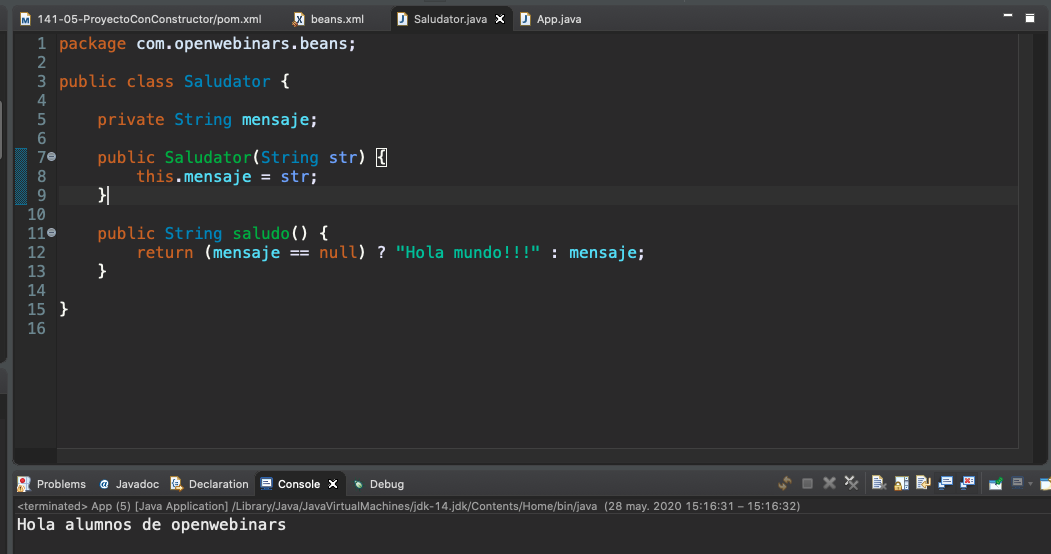 141-05-ProyectoConConstructor/pom.xml beans.xml Saludator.java App.java
1 package com.openwebinars.beans;
2
3 public class Saludator {
4
5 private String mensaje;
6
7 public Saludator(String str) {
8 this.mensaje = str;
9 }
10
11 public String saludo() {
12 return (mensaje == null) ? "Hola mundo!!!" : mensaje;
13 }
14
15 }
16
Problems Javadoc Declaration Console Debug
<terminated> App (5) [Java Application] /Library/Java/JavaVirtualMachines/jdk-14.jdk/Contents/Home/bin/java (28 may. 2020 15:16:31 – 15:16:32)
Hola alumnos de openwebinars